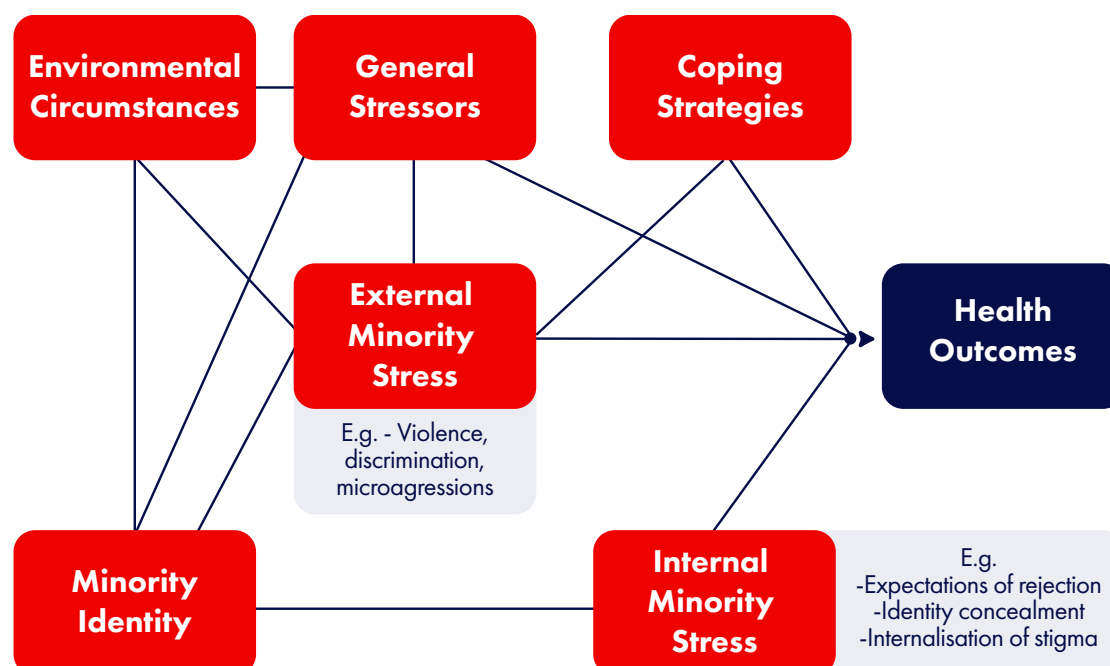 Environmental
Circumstances
General
Stressors
Coping
Strategies
External
Minority
Stress
E.g. - Violence,
discrimination,
microagressions
Health
Outcomes
Minority
Identity
Internal
Minority
Stress
E.g.
-Expectations of rejection
-Identity concealment
-Internalisation of stigma